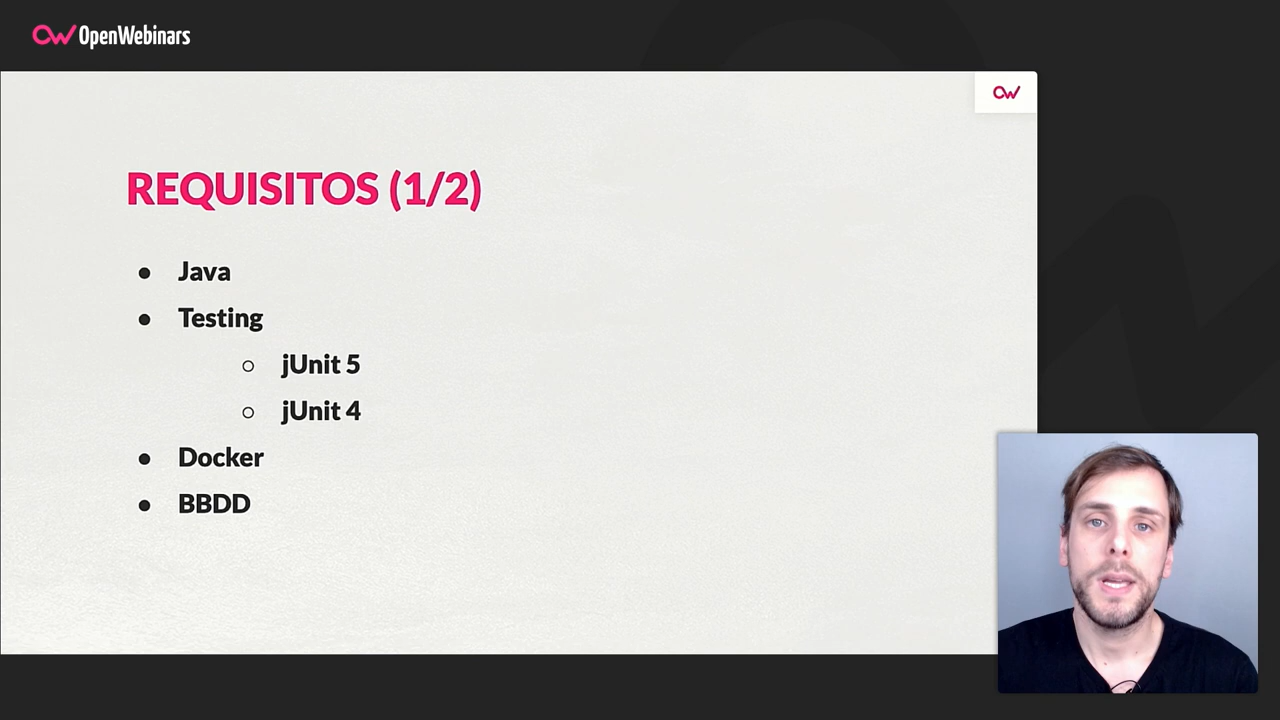 OpenWebinars
REQUISITOS (1/2)
● Java
● Testing
○ jUnit 5
○ jUnit 4
● Docker
● BBDD